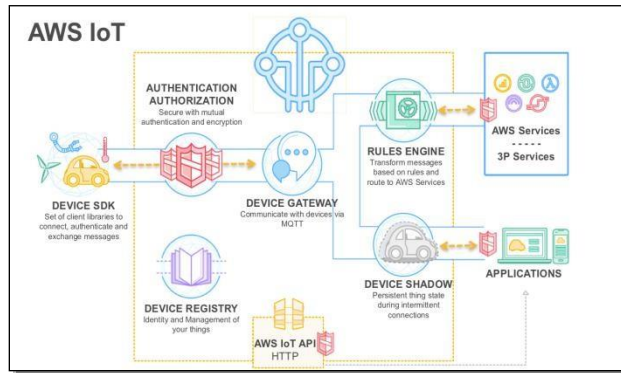 AWS IoT
AUTHENTICATION
AUTHORIZATION
Secure with mutual
authentication and encryption
DEVICE SDK
Set of client libraries to
connect, authenticate and
exchange messages
DEVICE GATEWAY
Communicate with devices via
MQTT
RULES ENGINE
Transform messages
based on rules and
route to AWS Services
AWS Services
-----
3P Services
DEVICE SHADOW
Persistent thing state
during intermittent
connections
APPLICATIONS
DEVICE REGISTRY
Identity and Management of
your things
AWS IoT API
HTTP